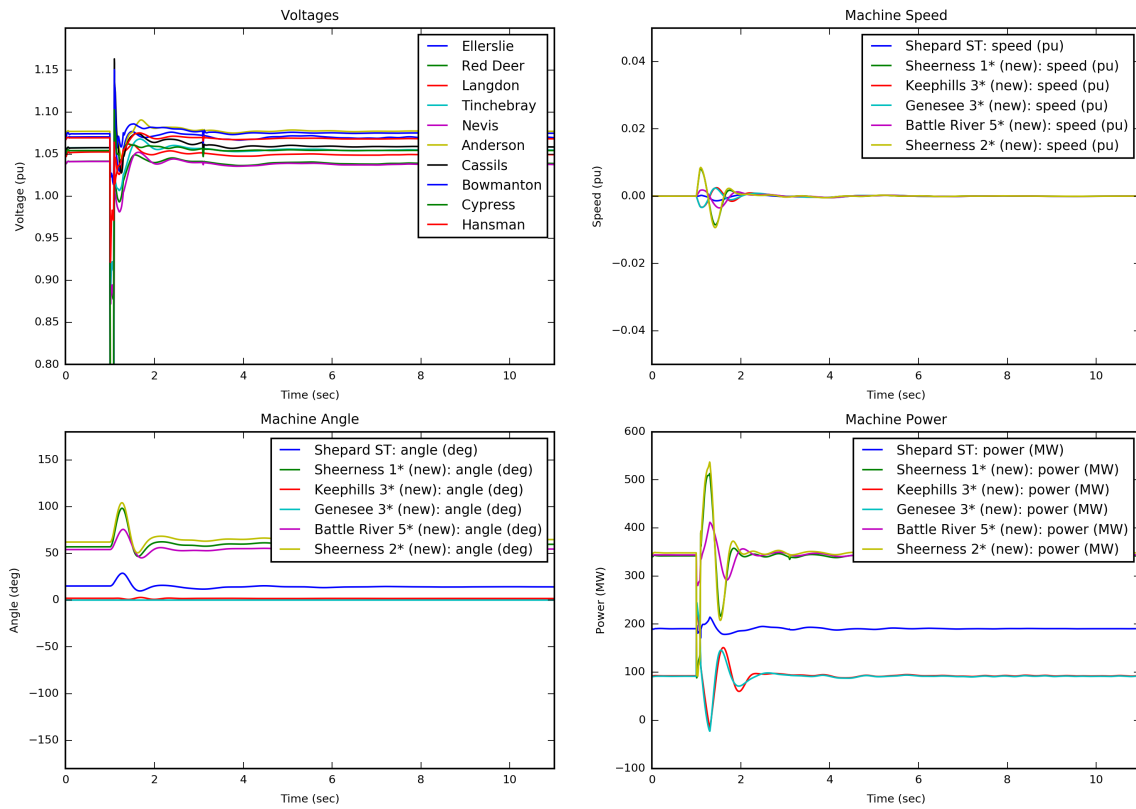 Voltages
Voltage (pu)
1.15
1.10
1.05
1.00
0.95
0.90
0.85
0.80
0
2
4
6
8
10
Time (sec)
Ellerslie
Red Deer
Langdon
Tinchebray
Nevis
Anderson
Cassils
Bowmanton
Cypress
Hansman
Machine Speed
Speed (pu)
0.04
0.02
0.00
−0.02
−0.04
0
2
4
6
8
10
Time (sec)
Shepard ST: speed (pu)
Sheerness 1* (new): speed (pu)
Keephills 3* (new): speed (pu)
Genesee 3* (new): speed (pu)
Battle River 5* (new): speed (pu)
Sheerness 2* (new): speed (pu)
Machine Angle
Angle (deg)
150
100
50
0
−50
−100
−150
0
2
4
6
8
10
Time (sec)
Shepard ST: angle (deg)
Sheerness 1* (new): angle (deg)
Keephills 3* (new): angle (deg)
Genesee 3* (new): angle (deg)
Battle River 5* (new): angle (deg)
Sheerness 2* (new): angle (deg)
Machine Power
Power (MW)
600
500
400
300
200
100
0
−100
0
2
4
6
8
10
Time (sec)
Shepard ST: power (MW)
Sheerness 1* (new): power (MW)
Keephills 3* (new): power (MW)
Genesee 3* (new): power (MW)
Battle River 5* (new): power (MW)
Sheerness 2* (new): power (MW)